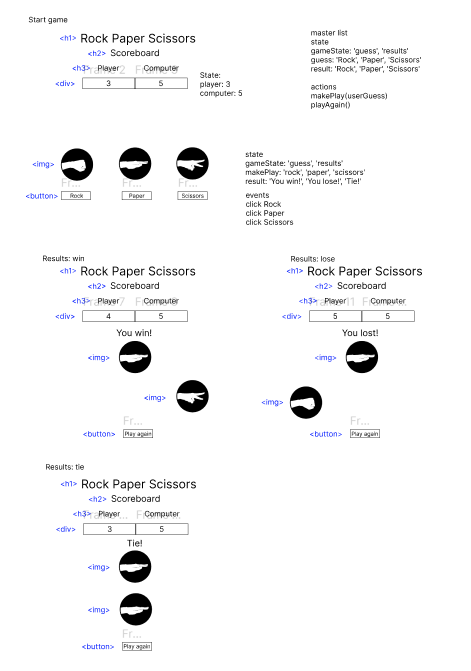 Start game
<h1> Rock Paper Scissors
<h2> Scoreboard
<h3> Player Computer
<div> 3 5
State:
player: 3
computer: 5
master list
state
gameState: 'guess', 'results'
guess: 'Rock', 'Paper', 'Scissors'
result: 'Rock', 'Paper', 'Scissors'
actions
makePlay(userGuess)
playAgain()
<img>
Fr... Fr... Fr...
<button> Rock Paper Scissors
state
gameState: 'guess', 'results'
makePlay: 'rock', 'paper', 'scissors'
result: 'You win!', 'You lose!', 'Tie!'
events
click Rock
click Paper
click Scissors
Results: win
<h1> Rock Paper Scissors
<h2> Scoreboard
<h3> Player Computer
<div> 4 5
You win!
<img>
<img>
Fr...
<button> Play again
Results: lose
<h1> Rock Paper Scissors
<h2> Scoreboard
<h3> Player Computer
<div> 5 5
You lost!
<img>
<img>
Fr...
<button> Play again
Results: tie
<h1> Rock Paper Scissors
<h2> Scoreboard
<h3> Player Computer
<div> 3 5
Tie!
<img>
<img>
Fr...
<button> Play again